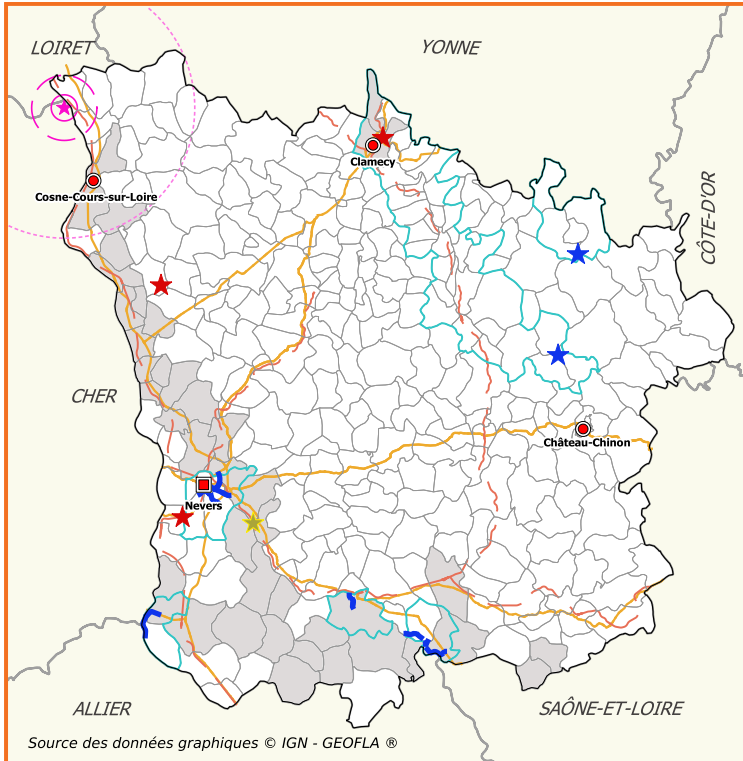 LOIRET
YONNE
Clamecy
Cosne-Cours-sur-Loire
CÔTE-D'OR
CHER
Château-Chinon
Nevers
ALLIER
SAÔNE-ET-LOIRE
Source des données graphiques © IGN - GEOFLA ®